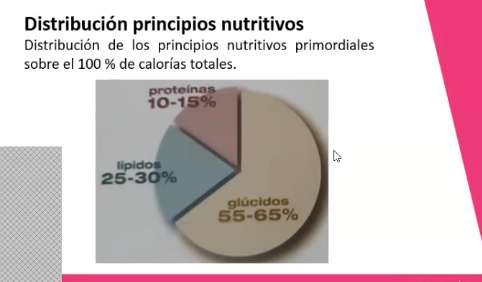 Distribución principios nutritivos
Distribución de los principios nutritivos primordiales
sobre el 100 % de calorías totales.
proteínas
10-15%
lípidos
25-30%
glúcidos
55-65%